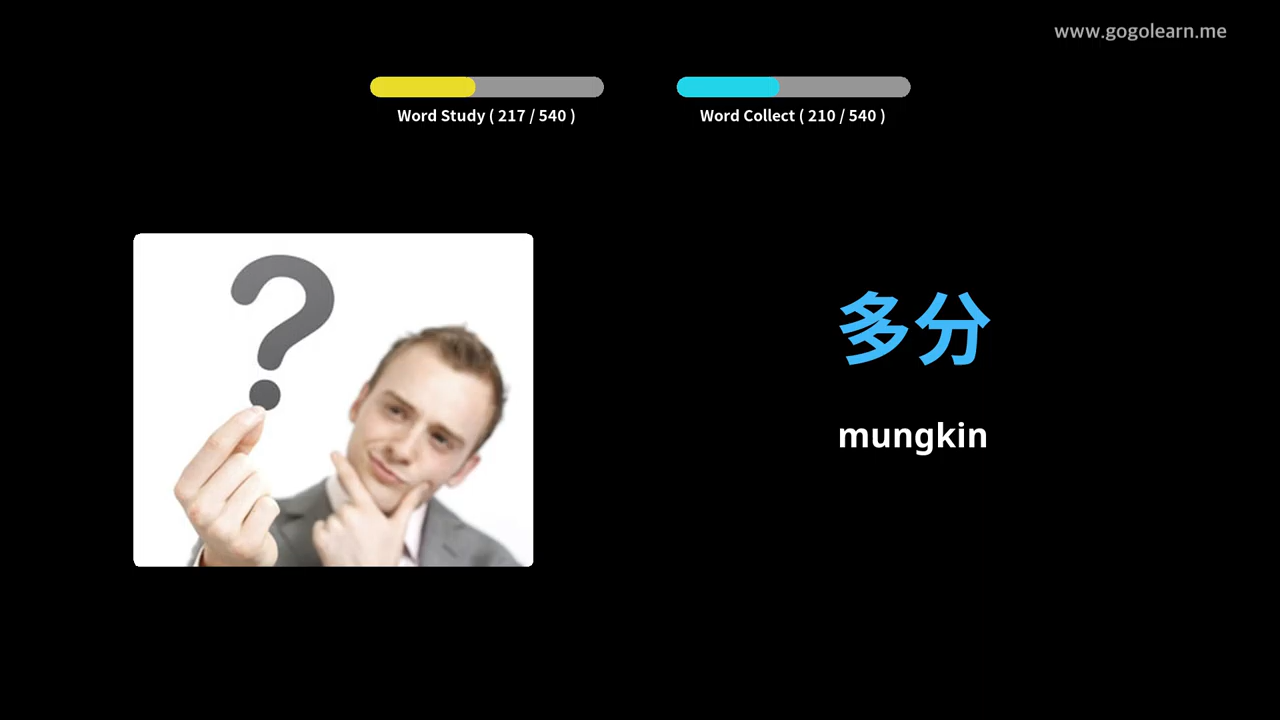 www.gogolearn.me
Word Study ( 217 / 540 )
Word Collect ( 210 / 540 )
?
多分
mungkin